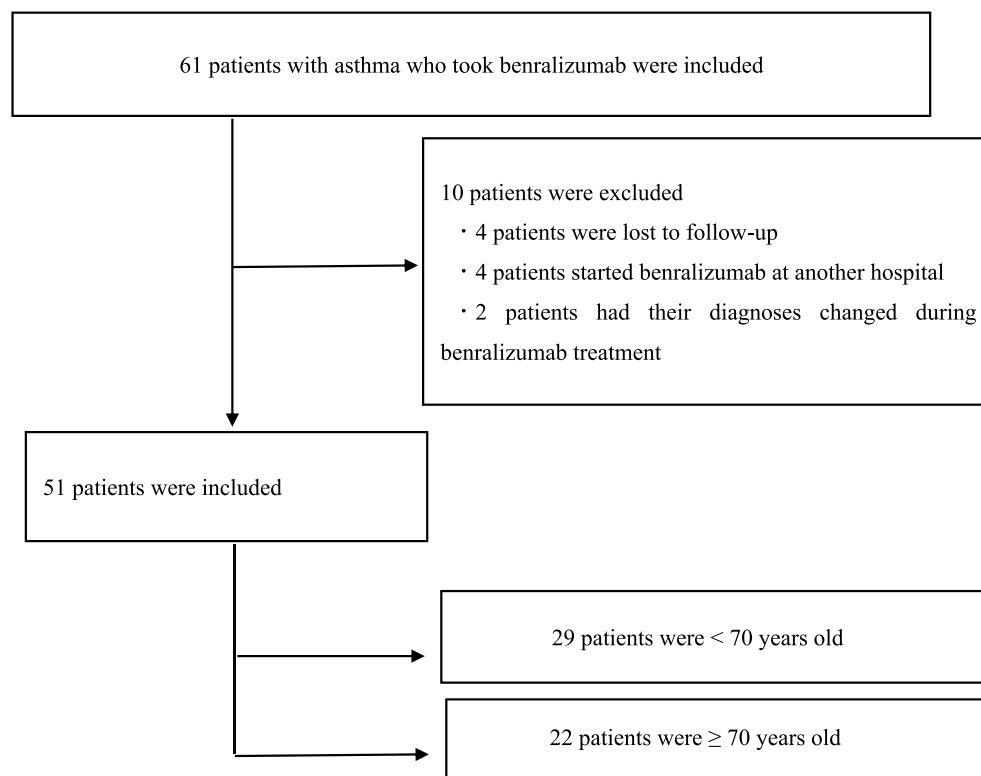 61 patients with asthma who took benralizumab were included
10 patients were excluded
・4 patients were lost to follow-up
・4 patients started benralizumab at another hospital
・2 patients had their diagnoses changed during
benralizumab treatment
51 patients were included
29 patients were < 70 years old
22 patients were ≥ 70 years old